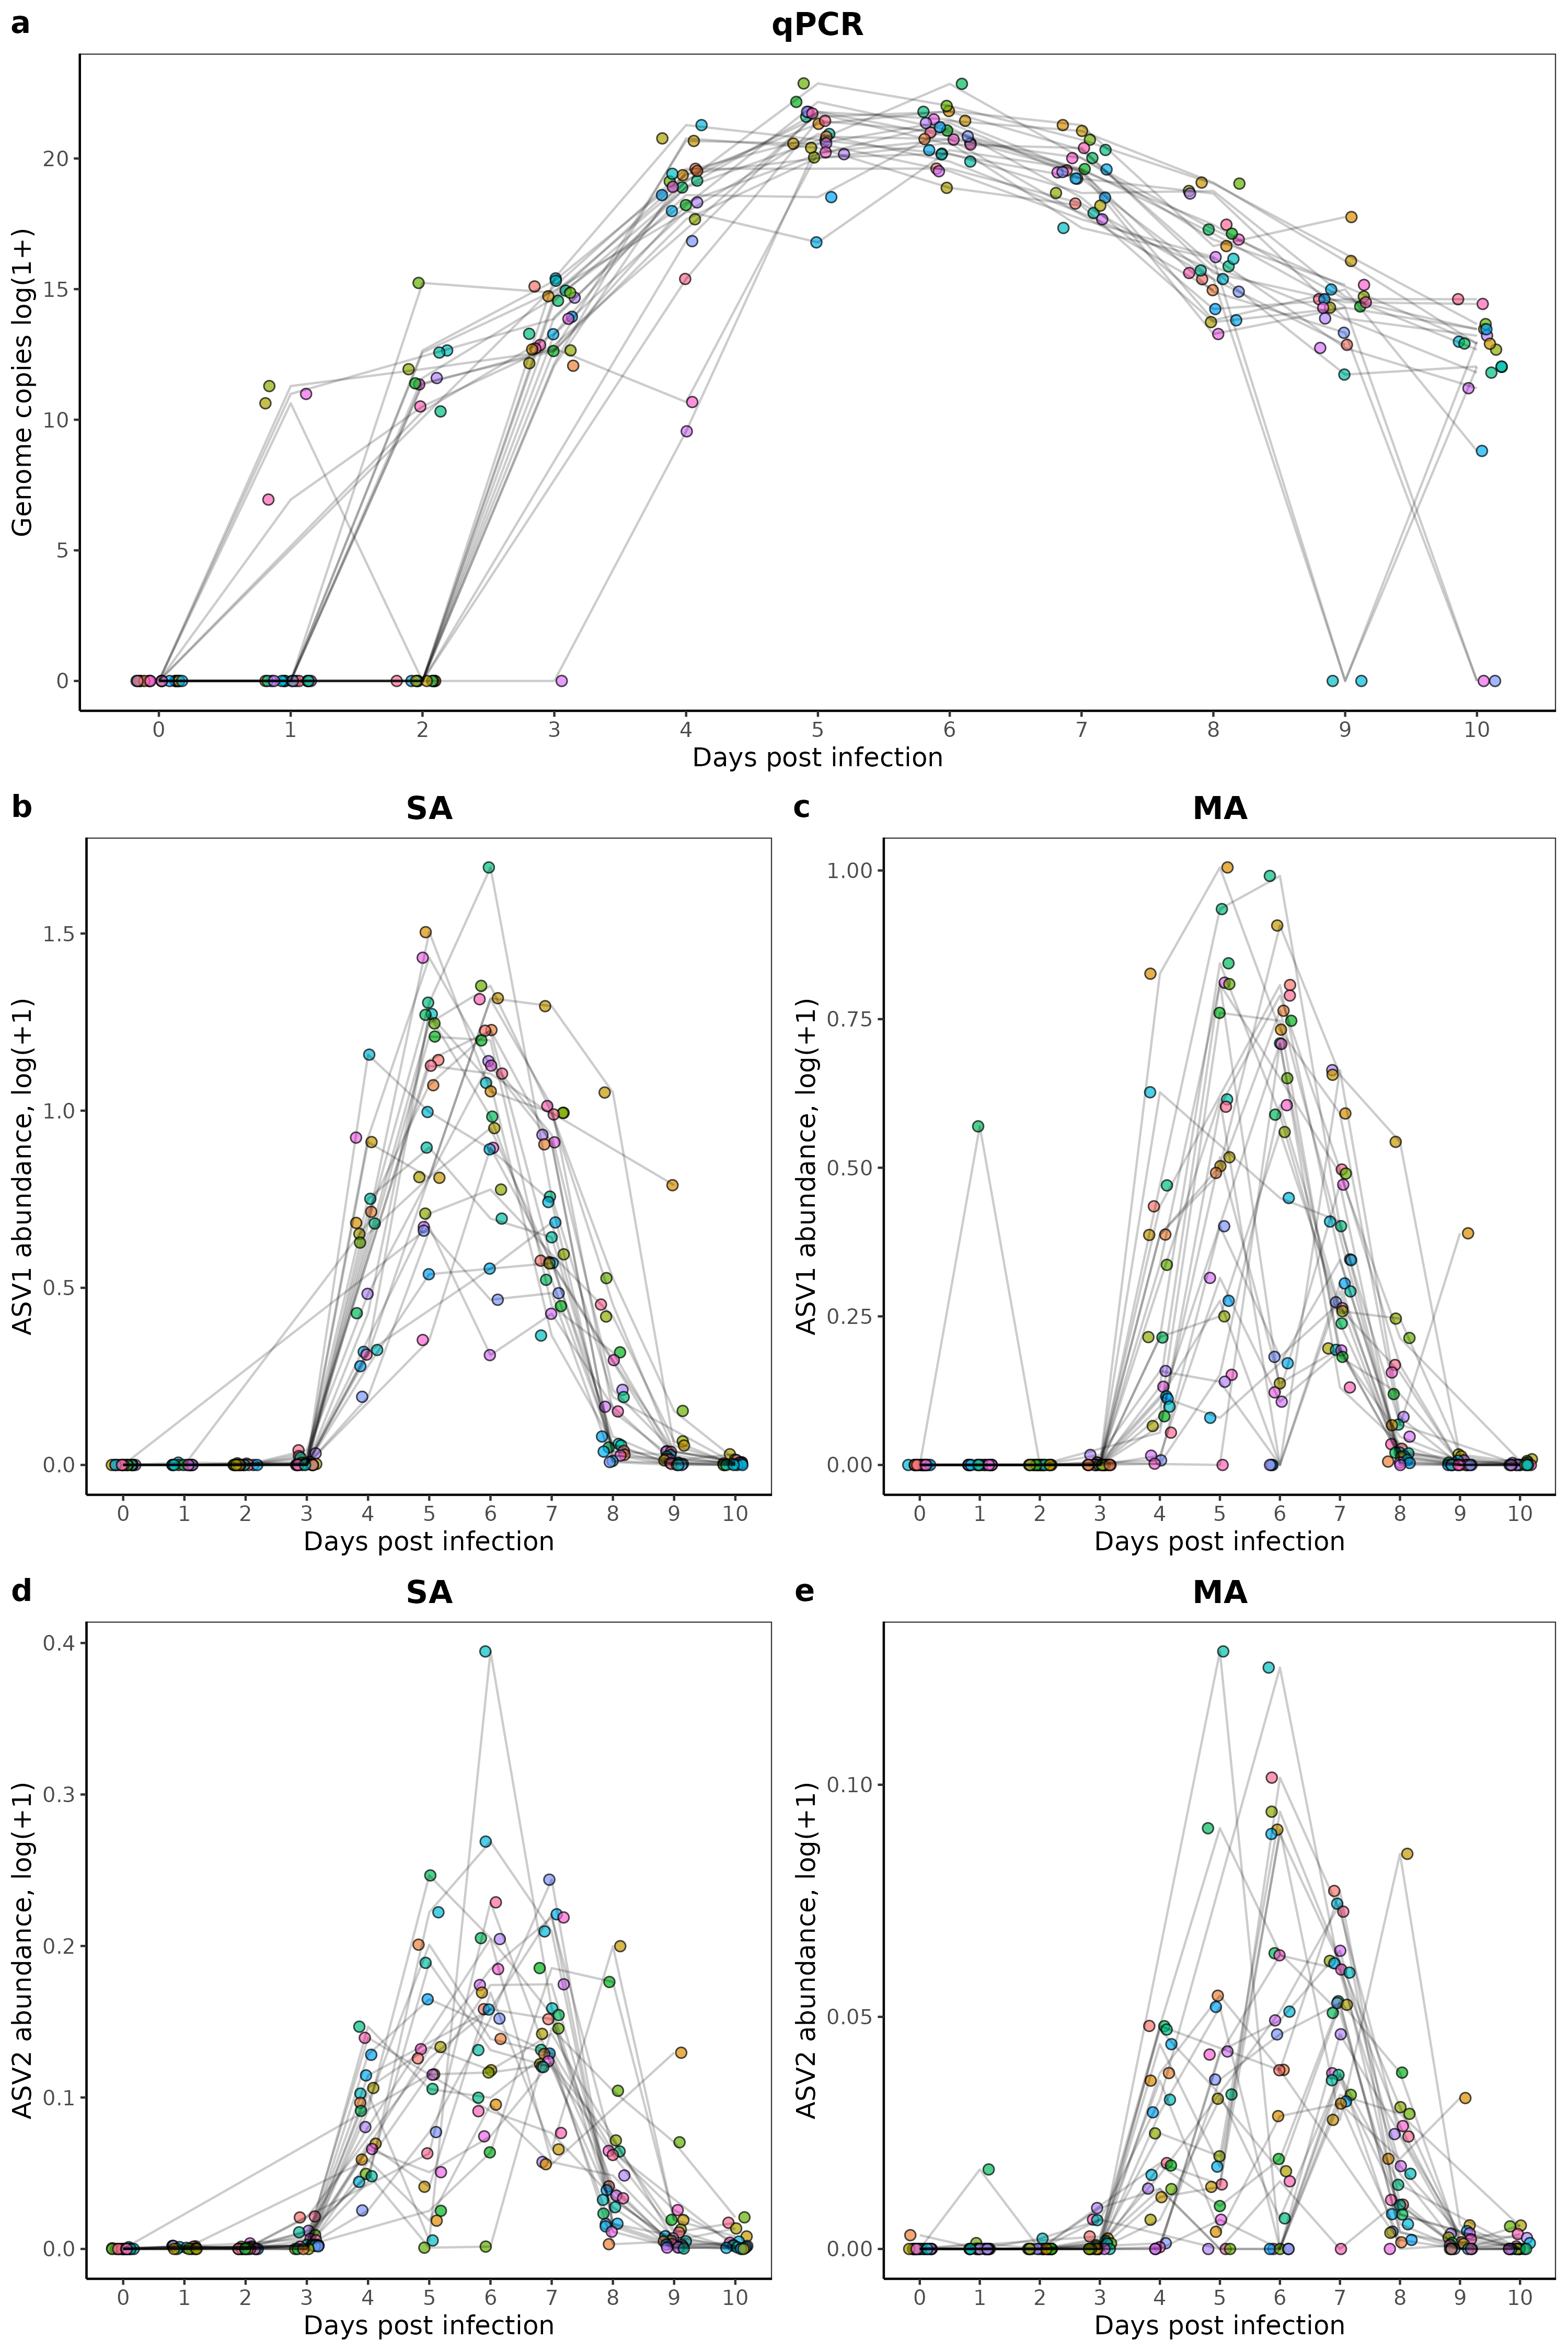 a
qPCR
Genome copies log(1+)
20
15
10
5
0
0 1 2 3 4 5 6 7 8 9 10
Days post infection
b
SA
ASV1 abundance, log(+1)
1.5
1.0
0.5
0.0
0 1 2 3 4 5 6 7 8 9 10
Days post infection
c
MA
ASV1 abundance, log(+1)
1.00
0.75
0.50
0.25
0.00
0 1 2 3 4 5 6 7 8 9 10
Days post infection
d
SA
ASV2 abundance, log(+1)
0.4
0.3
0.2
0.1
0.0
0 1 2 3 4 5 6 7 8 9 10
Days post infection
e
MA
ASV2 abundance, log(+1)
0.10
0.05
0.00
0 1 2 3 4 5 6 7 8 9 10
Days post infection